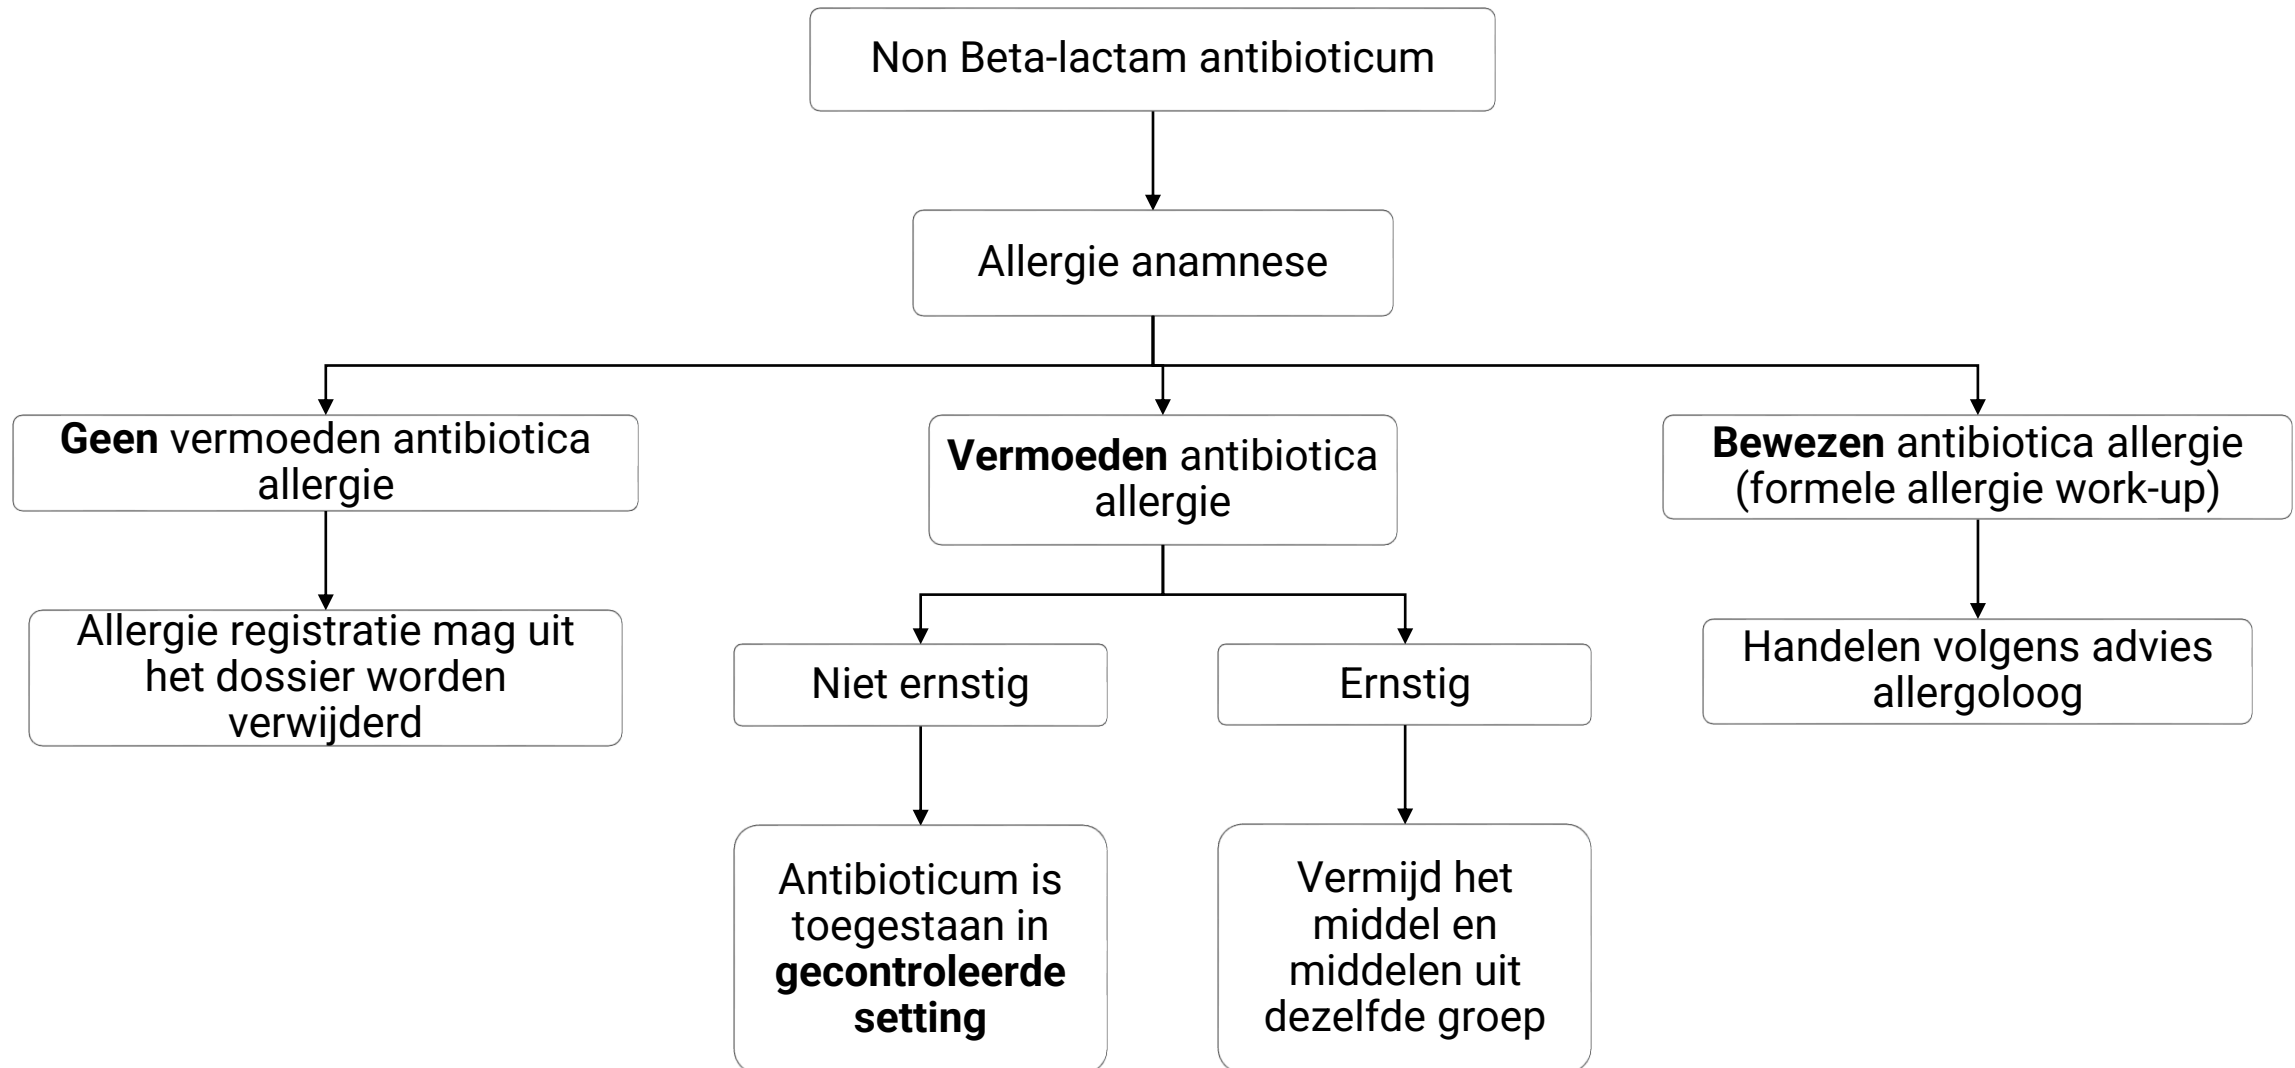 Non Beta-lactam antibioticum
Allergie anamnese
Geen vermoeden antibiotica
allergie
Vermoeden antibiotica
allergie
Bewezen antibiotica allergie
(formele allergie work-up)
Allergie registratie mag uit
het dossier worden
verwijderd
Niet ernstig
Ernstig
Handelen volgens advies
allergoloog
Antibioticum is
toegestaan in
gecontroleerde
setting
Vermijd het
middel en
middelen uit
dezelfde groep